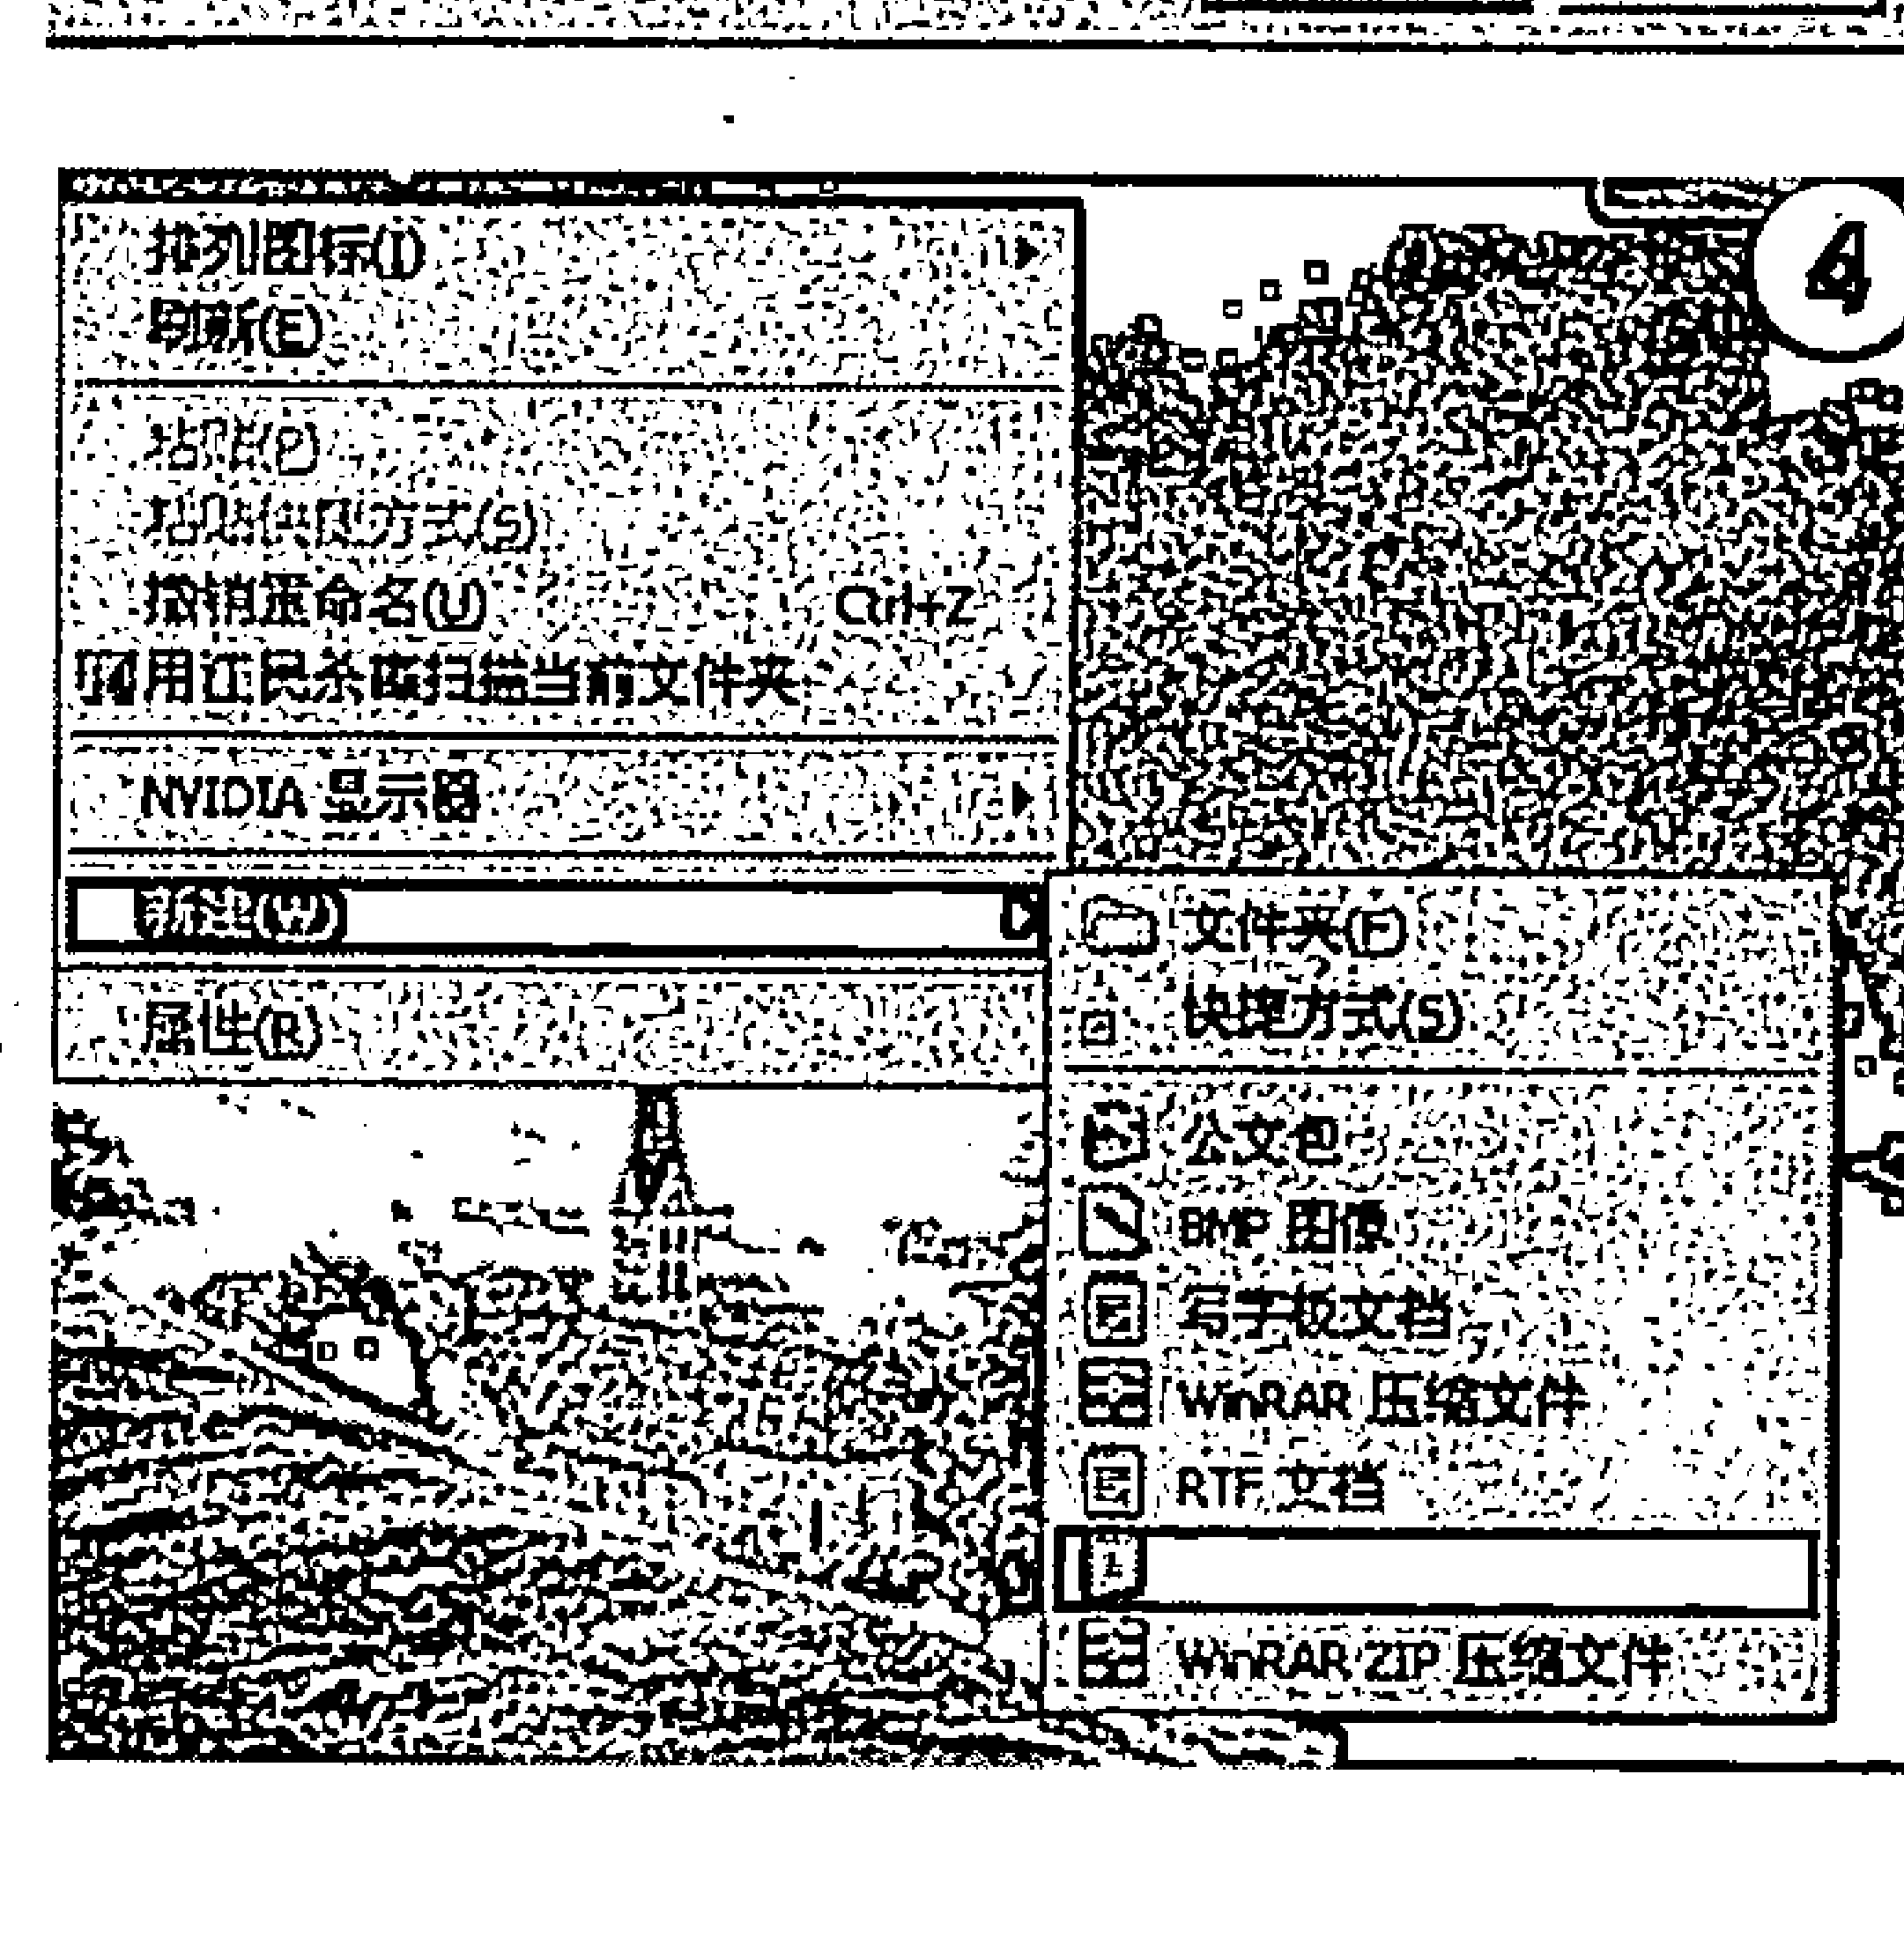 ④
排列图标(I)
刷新(E)
粘贴(P)
粘贴快捷方式(S)
撤销重命名(U) Ctrl+Z
用江民杀毒扫描当前文件夹
NVIDIA 显示器
新建(W)
属性(R)
文件夹(F)
快捷方式(S)
公文包
BMP 图像
写字板文档
WinRAR 压缩文件
RTF 文档
WinRAR ZIP 压缩文件